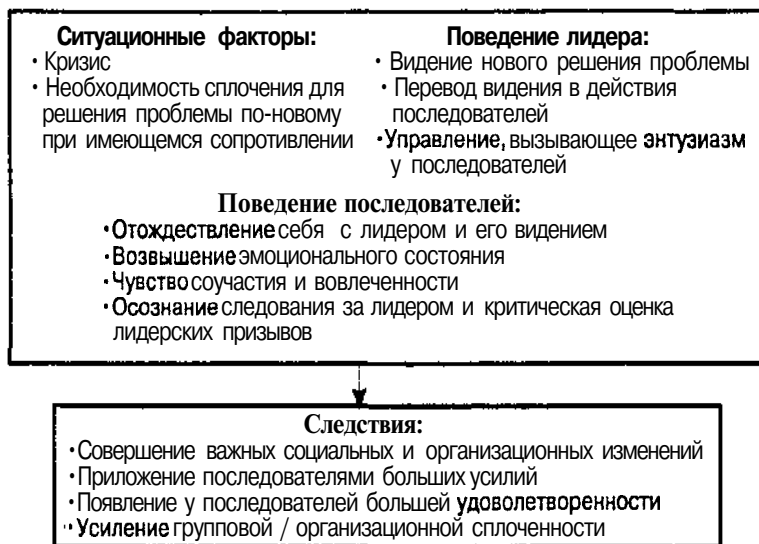 Ситуационные факторы:
· Кризис
· Необходимость сплочения для
решения проблемы по-новому
при имеющемся сопротивлении
Поведение лидера:
· Видение нового решения проблемы
· Перевод видения в действия
последователей
· Управление, вызывающее энтузиазм
у последователей
Поведение последователей:
· Отождествление себя с лидером и его видением
· Возвышение эмоционального состояния
· Чувство соучастия и вовлеченности
· Осознание следования за лидером и критическая оценка
лидерских призывов
Следствия:
· Совершение важных социальных и организационных изменений
· Приложение последователями больших усилий
· Появление у последователей большей удоволетворенности
· Усиление групповой / организационной сплоченности